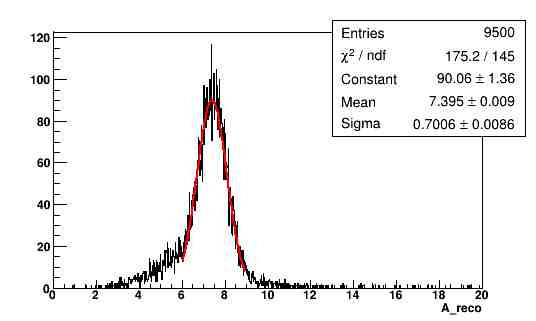 Entries 9500
χ² / ndf 175.2 / 145
Constant 90.06 ± 1.36
Mean 7.395 ± 0.009
Sigma 0.7006 ± 0.0086
120
100
80
60
40
20
0
0 2 4 6 8 10 12 14 16 18 20
A_reco